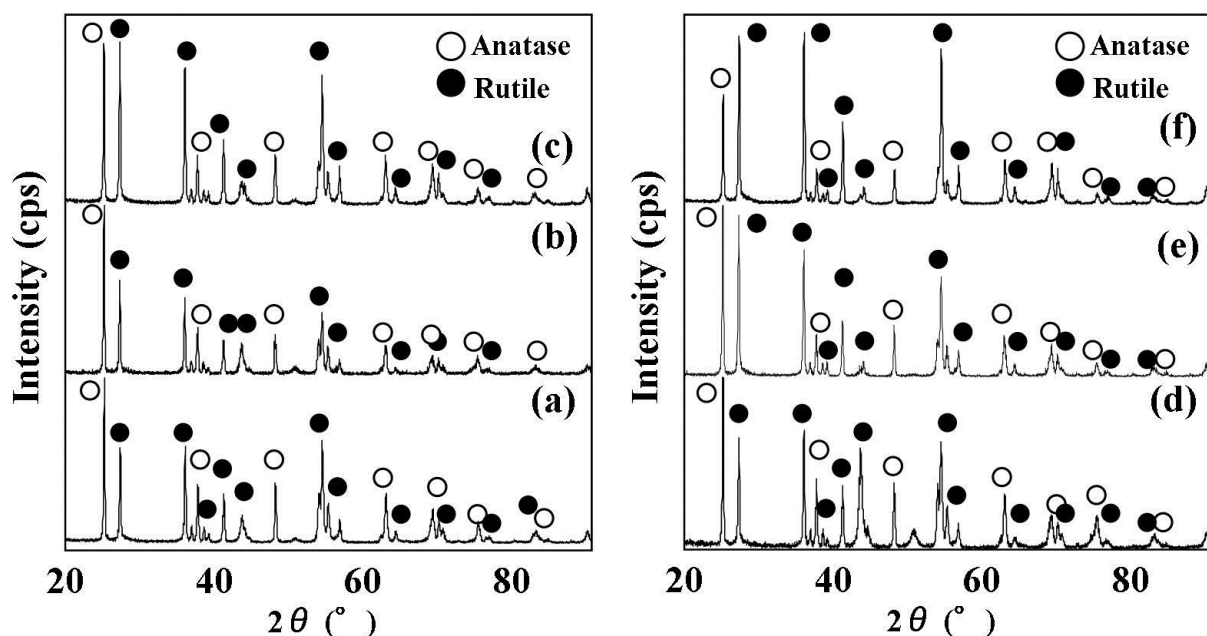 Anatase
Rutile
(c)
(b)
(a)
Intensity (cps)
20 40 60 80
2θ (°)
Anatase
Rutile
(f)
(e)
(d)
Intensity (cps)
20 40 60 80
2θ (°)